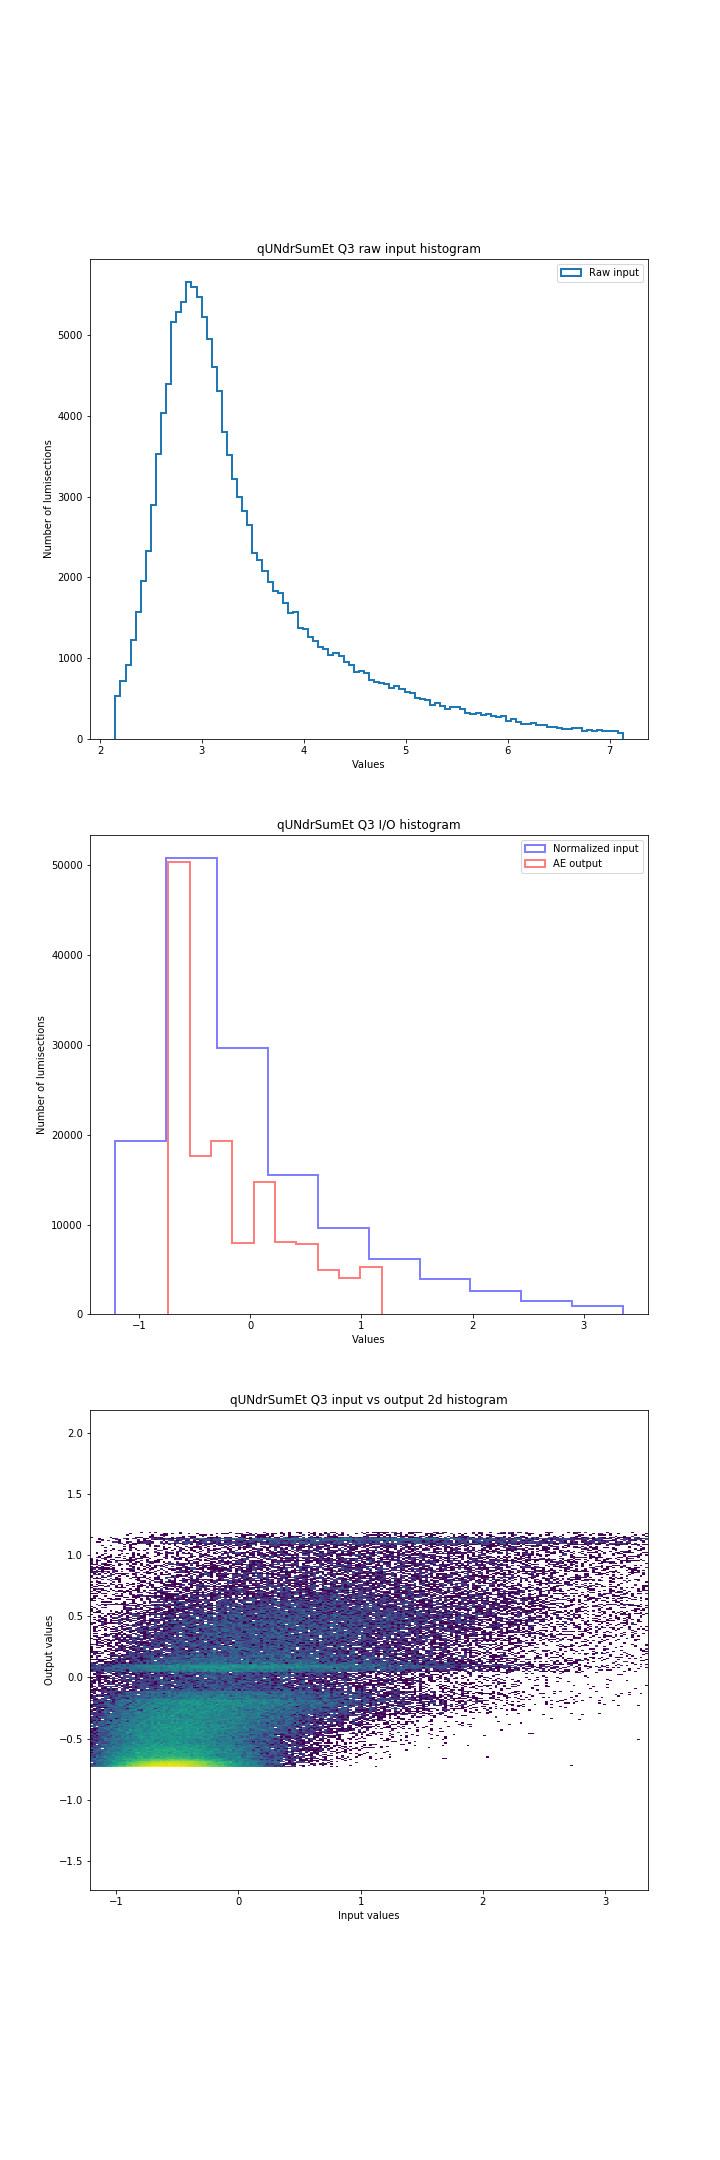 qUNdrSumEt Q3 raw input histogram
Raw input
5000
4000
3000
2000
1000
0
Number of lumisections
2 3 4 5 6 7
Values
qUNdrSumEt Q3 I/O histogram
Normalized input
AE output
50000
40000
30000
20000
10000
0
Number of lumisections
−1 0 1 2 3
Values
qUNdrSumEt Q3 input vs output 2d histogram
2.0
1.5
1.0
0.5
0.0
−0.5
−1.0
−1.5
Output values
−1 0 1 2 3
Input values